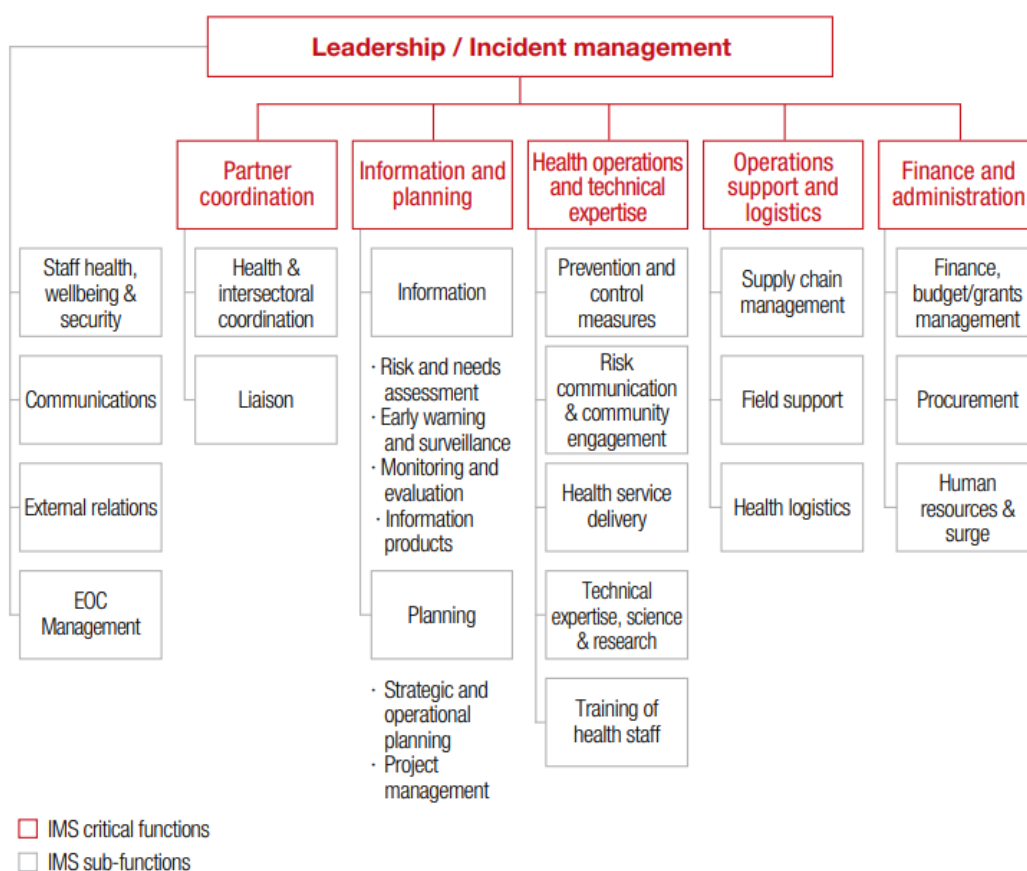 Leadership / Incident management
Partner
coordination
Information and
planning
Health operations
and technical
expertise
Operations
support and
logistics
Finance and
administration
Staff health,
wellbeing &
security
Communications
External relations
EOC
Management
Health &
intersectoral
coordination
Liaison
Information
· Risk and needs
assessment
· Early warning
and surveillance
· Monitoring and
evaluation
· Information
products
Planning
· Strategic and
operational
planning
· Project
management
Prevention and
control
measures
Risk
communication
& community
engagement
Health service
delivery
Technical
expertise, science
& research
Training of
health staff
Supply chain
management
Field support
Health logistics
Finance,
budget/grants
management
Procurement
Human
resources &
surge
IMS critical functions
IMS sub-functions